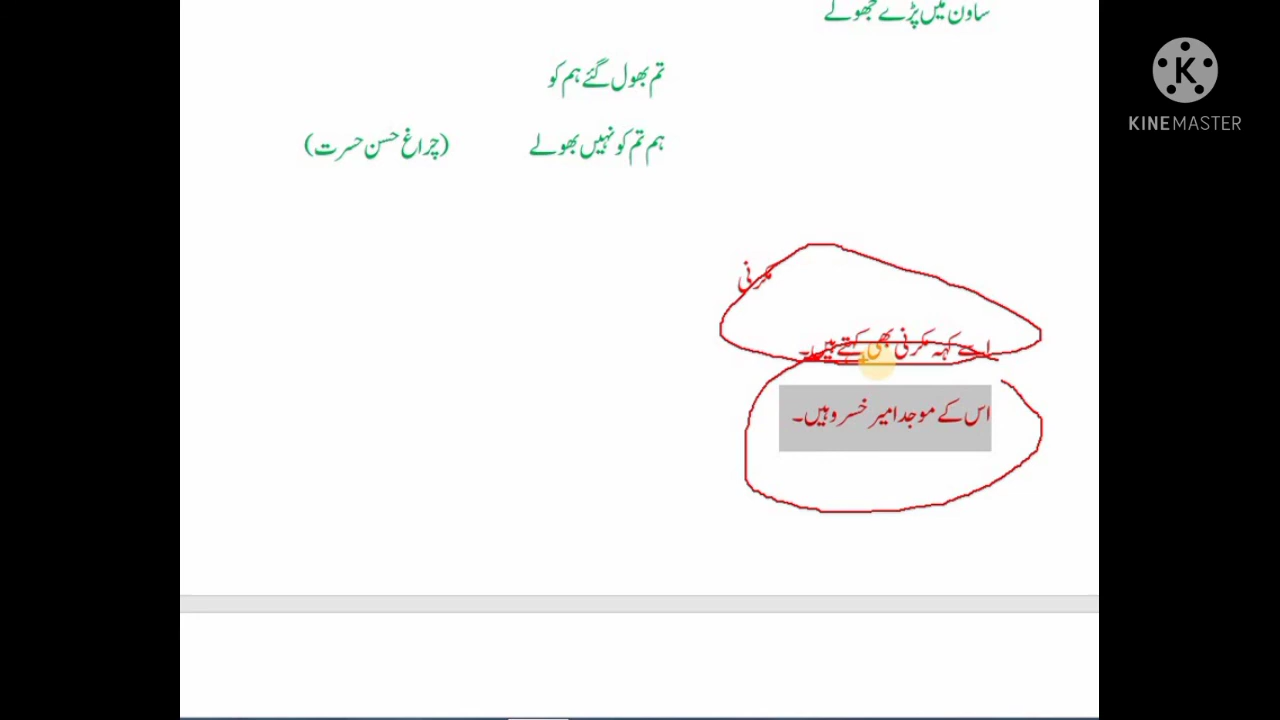 ساون میں پڑے جھولے
تم بھول گئے ہم کو
ہم تم کو نہیں بھولے (چراغ حسن حسرت)
مکرنی
اسے کہہ مکرنی بھی کہتے ہیں۔
اس کے موجد امیر خسرو ہیں۔
KINEMASTER